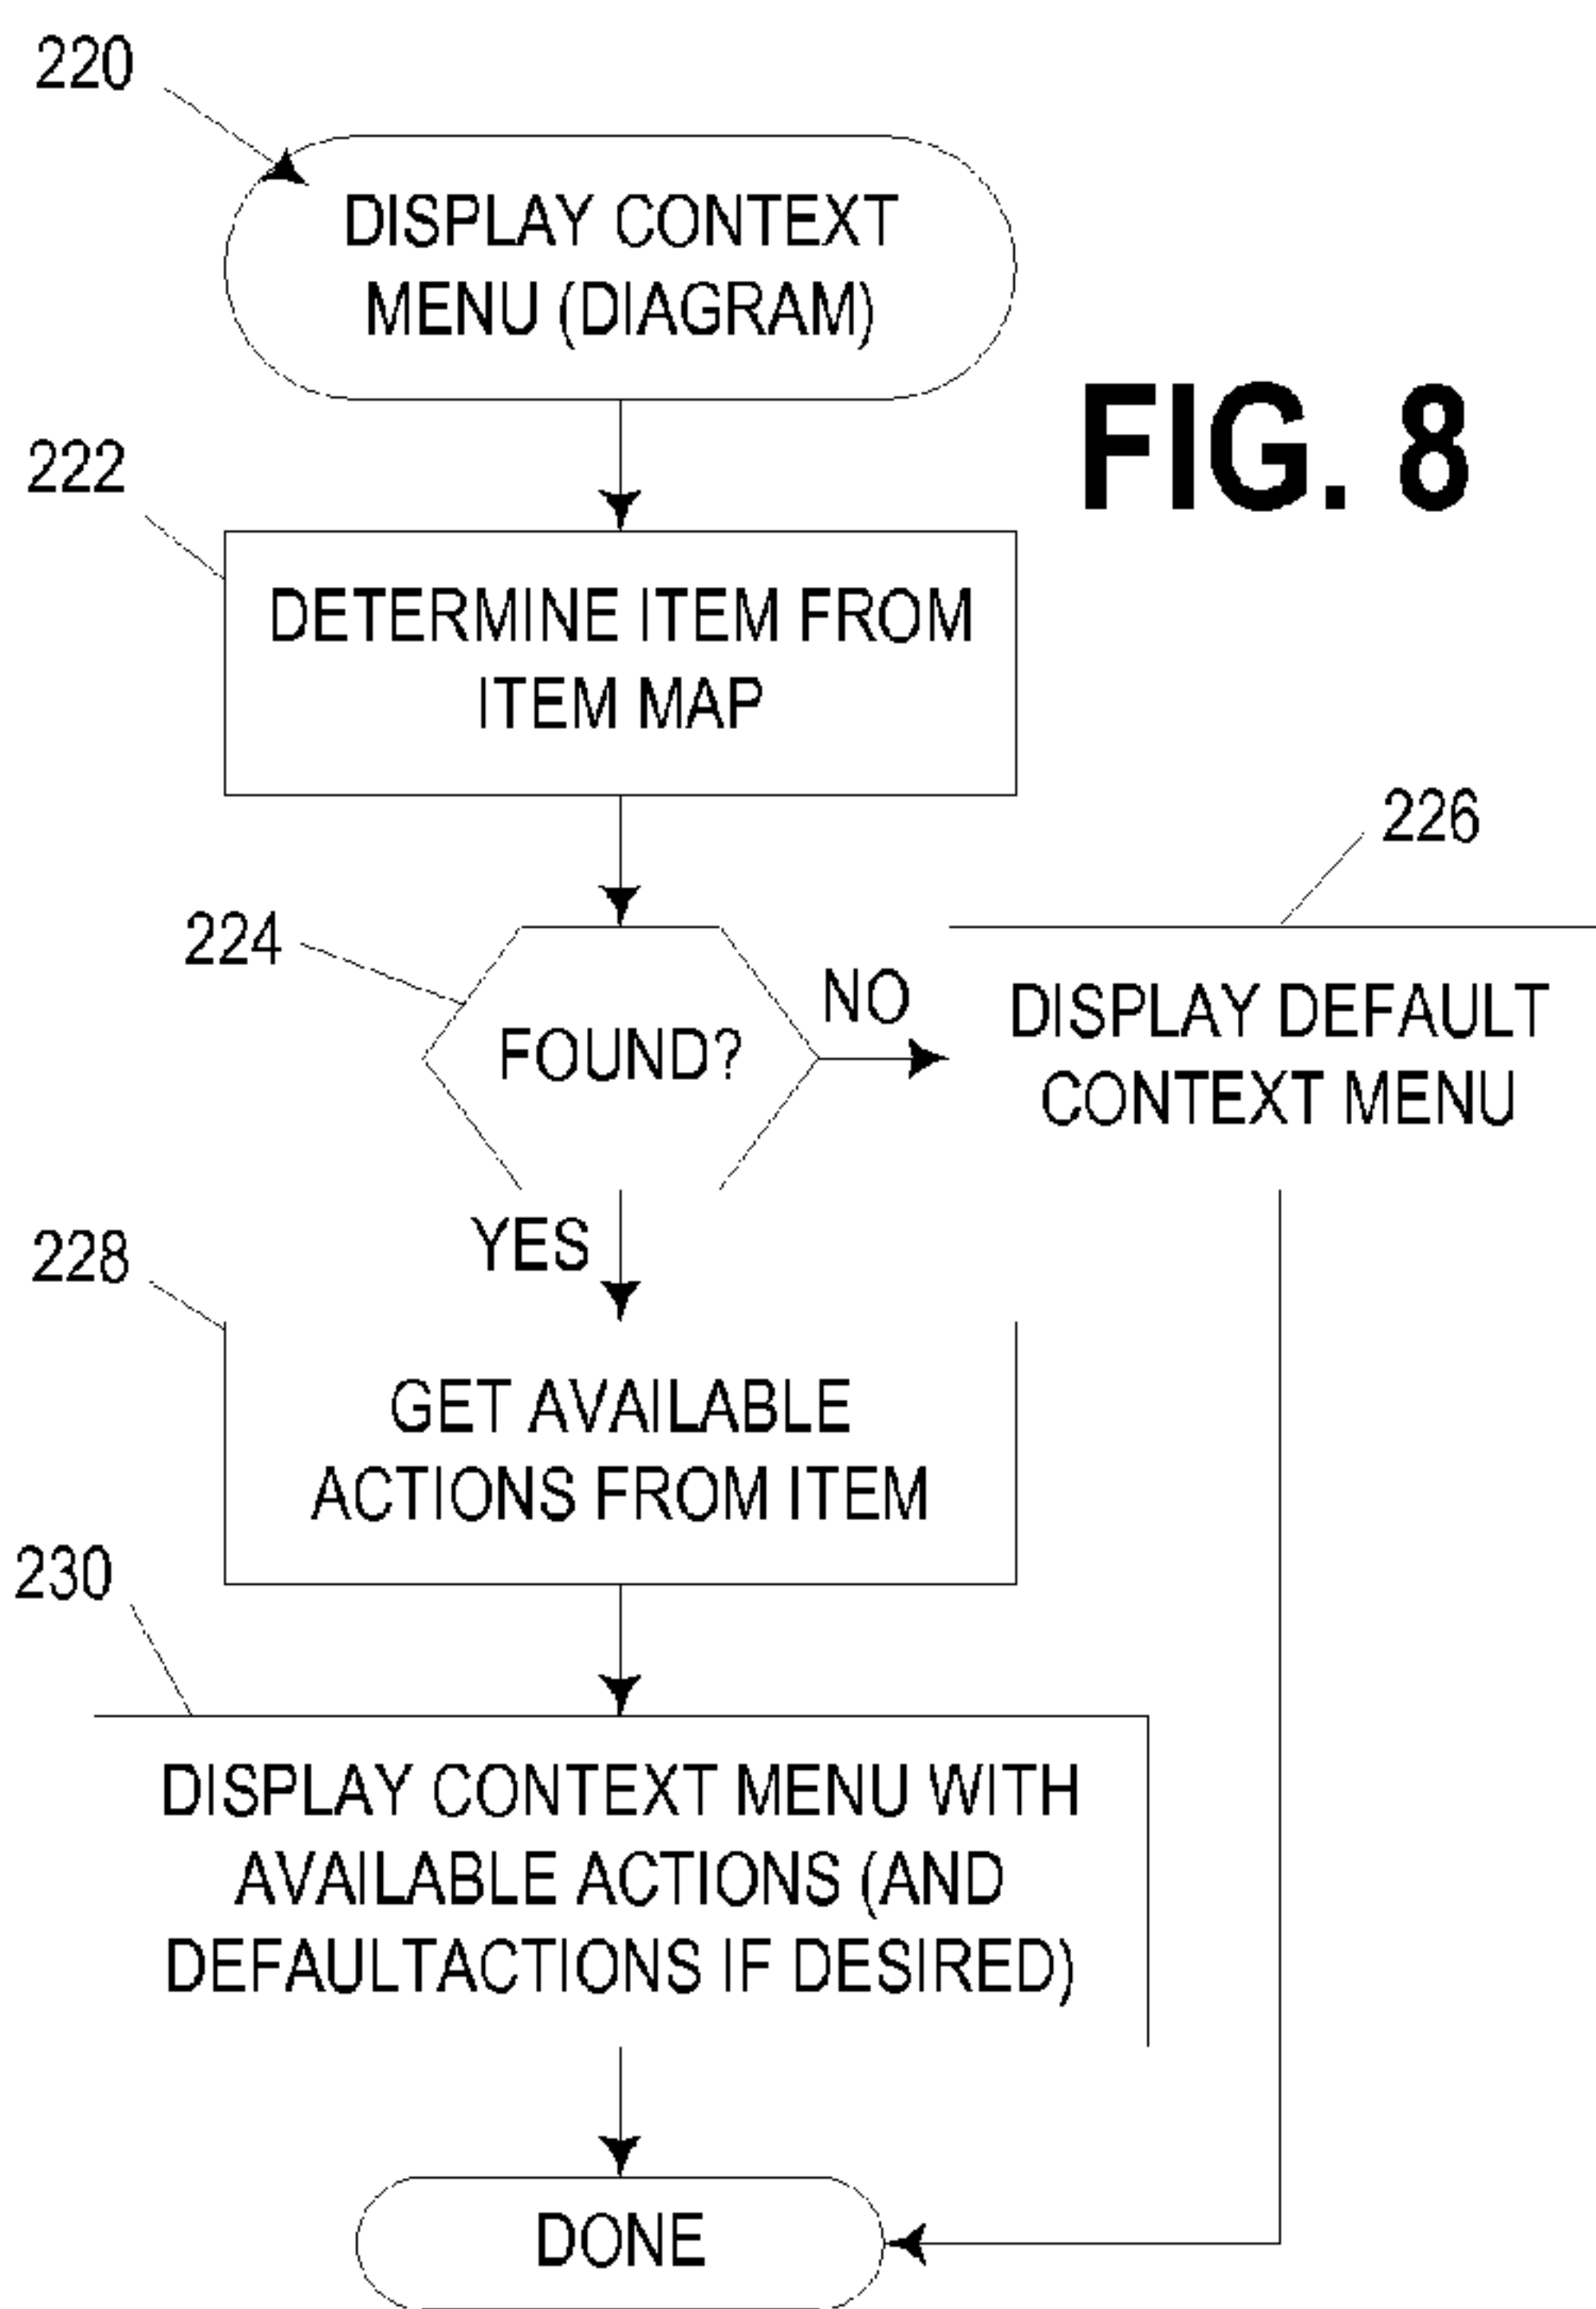 220
DISPLAY CONTEXT
MENU (DIAGRAM)
FIG. 8
222
DETERMINE ITEM FROM
ITEM MAP
226
224
FOUND?
NO
DISPLAY DEFAULT
CONTEXT MENU
YES
228
GET AVAILABLE
ACTIONS FROM ITEM
230
DISPLAY CONTEXT MENU WITH
AVAILABLE ACTIONS (AND
DEFAULTACTIONS IF DESIRED)
DONE